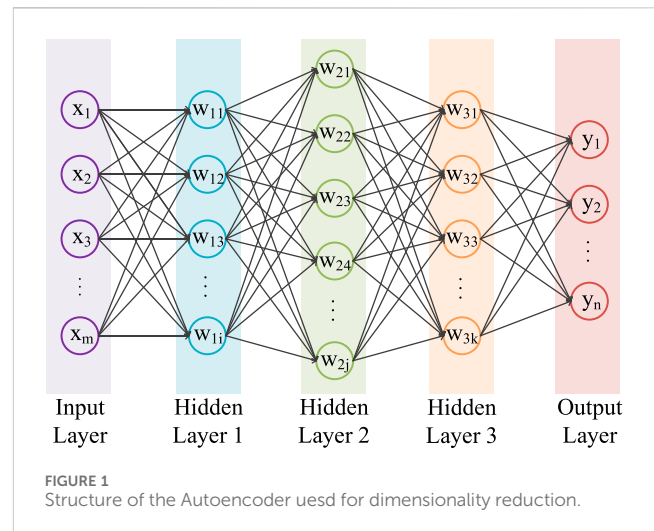 x1 w11 w21 w31 y1
x2 w12 w22 w32 y2
x3 w13 w23 w33 ...
... ... w24 ... yn
xm w1i ... w3k
w2j
Input Layer
Hidden Layer 1
Hidden Layer 2
Hidden Layer 3
Output Layer
FIGURE 1
Structure of the Autoencoder uesd for dimensionality reduction.